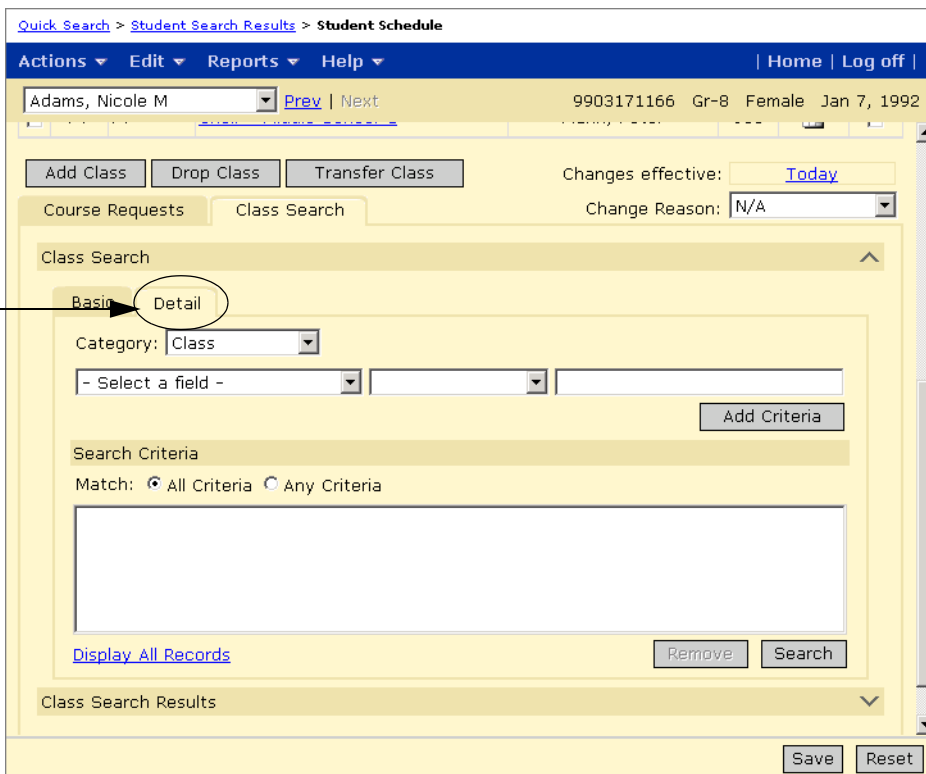 Quick Search > Student Search Results > Student Schedule
Actions Edit Reports Help | Home | Log off |
Adams, Nicole M Prev | Next 9903171166 Gr-8 Female Jan 7, 1992
Add Class Drop Class Transfer Class Changes effective: Today
Course Requests Class Search Change Reason: N/A
Class Search
Basic Detail
Category: Class
- Select a field -
Add Criteria
Search Criteria
Match: All Criteria Any Criteria
Display All Records Remove Search
Class Search Results
Save Reset